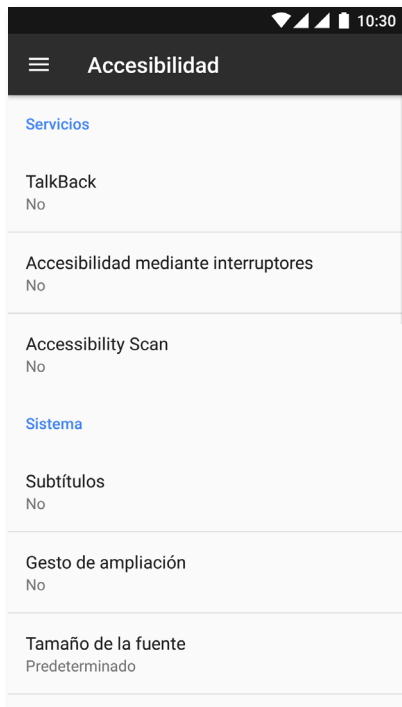 10:30
Accesibilidad
Servicios
TalkBack
No
Accesibilidad mediante interruptores
No
Accessibility Scan
No
Sistema
Subtítulos
No
Gesto de ampliación
No
Tamaño de la fuente
Predeterminado